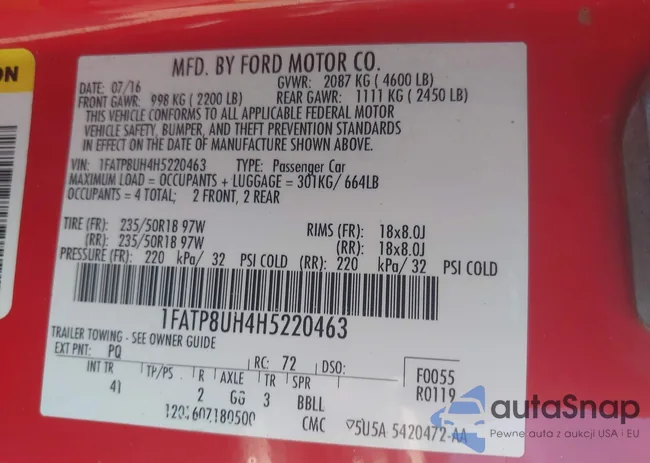 ON
MFD. BY FORD MOTOR CO.
DATE: 07/16 GVWR: 2087 KG (4600 LB)
FRONT GAWR: 998 KG (2200 LB) REAR GAWR: 1111 KG (2450 LB)
THIS VEHICLE CONFORMS TO ALL APPLICABLE FEDERAL MOTOR
VEHICLE SAFETY, BUMPER, AND THEFT PREVENTION STANDARDS
IN EFFECT ON THE DATE OF MANUFACTURE SHOWN ABOVE.
VIN: 1FATP8UH4H5220463 TYPE: Passenger Car
MAXIMUM LOAD = OCCUPANTS + LUGGAGE = 301KG/ 664LB
OCCUPANTS = 4 TOTAL; 2 FRONT, 2 REAR
TIRE (FR): 235/50R18 97W RIMS (FR): 18x8.0J
(RR): 235/50R18 97W (RR): 18x8.0J
PRESSURE (FR): 220 kPa/ 32 PSI COLD (RR): 220 kPa/ 32 PSI COLD
1FATP8UH4H5220463
TRAILER TOWING - SEE OWNER GUIDE
EXT PNT: PQ RC: 72 DSO: F0055
INT TR TP/PS R AXLE TR SPR R0119
41 2 GG 3 BBLL
607180500 CMC 5U5A 5420472-AA
autaSnap
Pewne auta z aukcji USA i EU